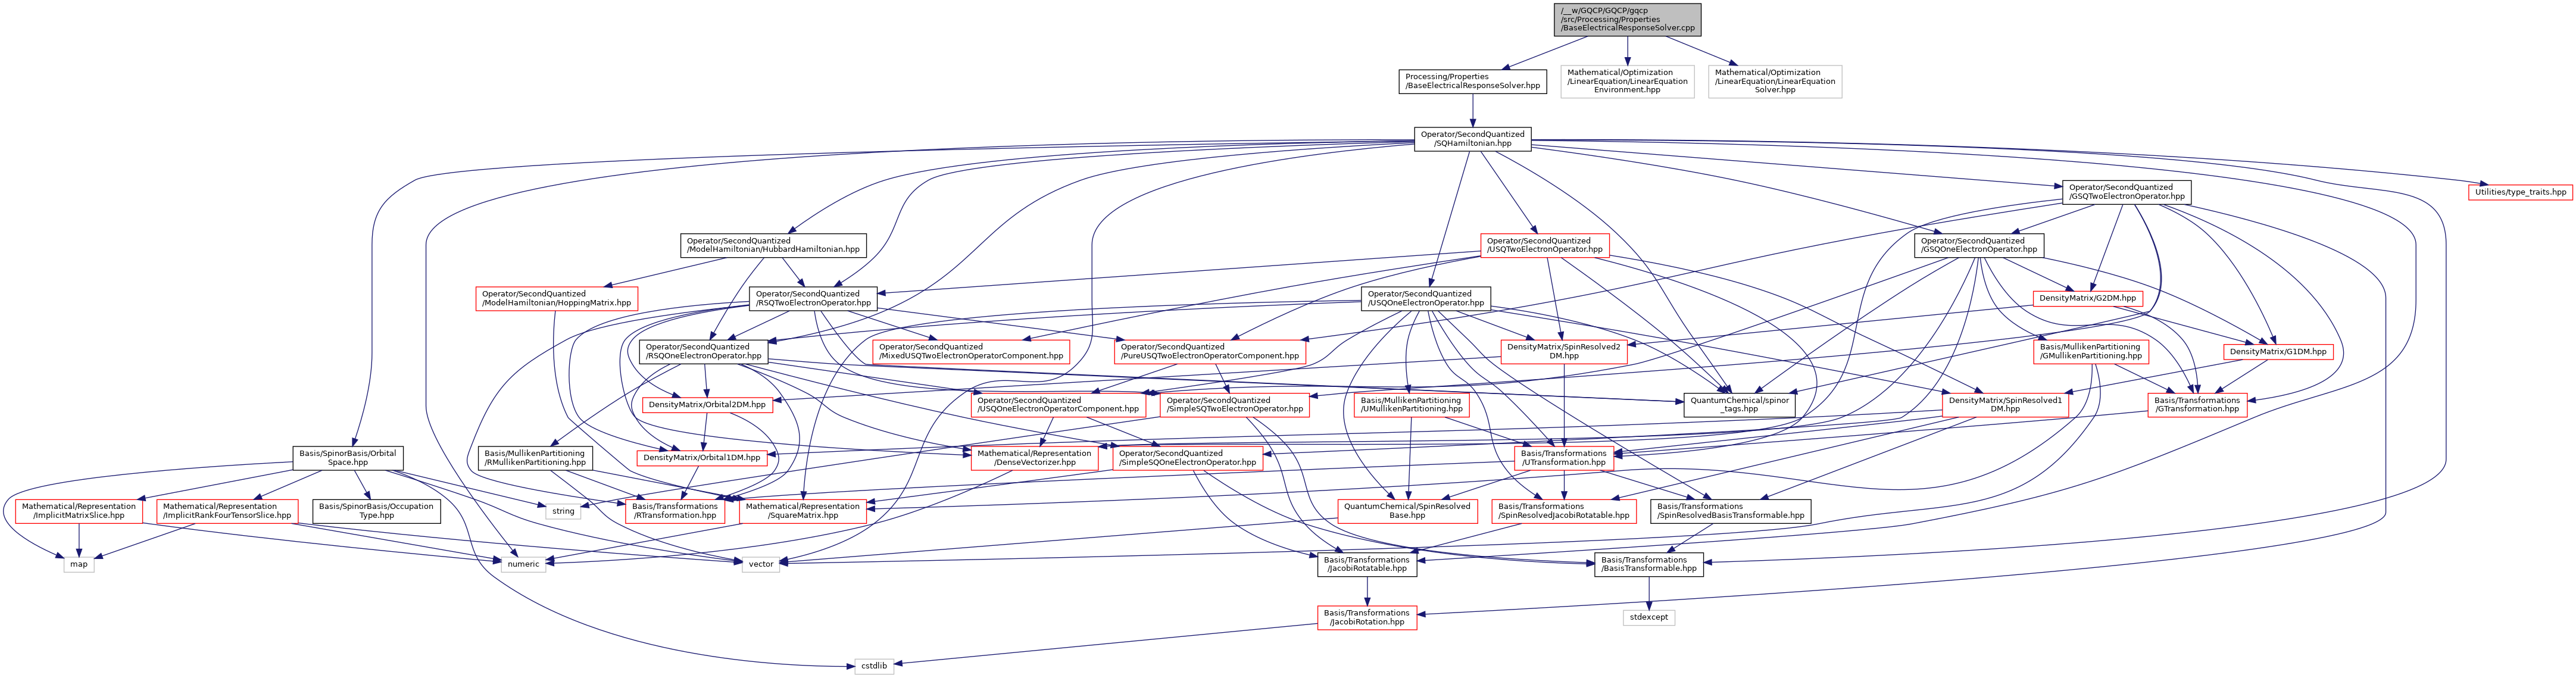 /__w/GQCP/GQCP/gqcp
/src/Processing/Properties
/BaseElectricalResponseSolver.cpp
Processing/Properties
/BaseElectricalResponseSolver.hpp
Mathematical/Optimization
/LinearEquation/LinearEquation
Environment.hpp
Mathematical/Optimization
/LinearEquation/LinearEquation
Solver.hpp
Operator/SecondQuantized
/SQHamiltonian.hpp
Operator/SecondQuantized
/GSQTwoElectronOperator.hpp
Utilities/type_traits.hpp
Operator/SecondQuantized
/ModelHamiltonian/HubbardHamiltonian.hpp
Operator/SecondQuantized
/USQTwoElectronOperator.hpp
Operator/SecondQuantized
/GSQOneElectronOperator.hpp
Operator/SecondQuantized
/ModelHamiltonian/HoppingMatrix.hpp
Operator/SecondQuantized
/RSQTwoElectronOperator.hpp
Operator/SecondQuantized
/USQOneElectronOperator.hpp
DensityMatrix/G2DM.hpp
Operator/SecondQuantized
/RSQOneElectronOperator.hpp
Operator/SecondQuantized
/MixedUSQTwoElectronOperatorComponent.hpp
Operator/SecondQuantized
/PureUSQTwoElectronOperatorComponent.hpp
DensityMatrix/SpinResolved2
DM.hpp
Basis/MullikenPartitioning
/GMullikenPartitioning.hpp
DensityMatrix/G1DM.hpp
DensityMatrix/Orbital2DM.hpp
Operator/SecondQuantized
/USQOneElectronOperatorComponent.hpp
Operator/SecondQuantized
/SimpleSQTwoElectronOperator.hpp
Basis/MullikenPartitioning
/UMullikenPartitioning.hpp
QuantumChemistry/spinor
_tags.hpp
DensityMatrix/SpinResolved1
DM.hpp
Basis/Transformations
/GTransformation.hpp
Basis/SpinorBasis/Orbital
Space.hpp
Basis/MullikenPartitioning
/RMullikenPartitioning.hpp
DensityMatrix/Orbital1DM.hpp
Mathematical/Representation
/DenseVectorizer.hpp
Operator/SecondQuantized
/SimpleSQOneElectronOperator.hpp
Basis/Transformations
/UTransformation.hpp
Mathematical/Representation
/ImplicitMatrixSlice.hpp
Mathematical/Representation
/ImplicitRankFourTensorSlice.hpp
Basis/SpinorBasis/Occupation
Type.hpp
string
Basis/Transformations
/RTransformation.hpp
Mathematical/Representation
/SquareMatrix.hpp
QuantumChemistry/SpinResolved
Base.hpp
Basis/Transformations
/SpinResolvedJacobiRotatable.hpp
Basis/Transformations
/SpinResolvedBasisTransformable.hpp
map
numeric
vector
Basis/Transformations
/JacobiRotatable.hpp
Basis/Transformations
/BasisTransformable.hpp
Basis/Transformations
/JacobiRotation.hpp
stdexcept
cstdlib